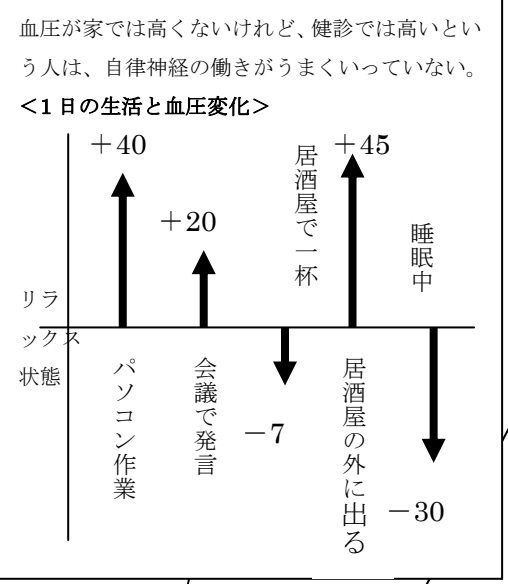 血圧が家では高くないけれど、健診では高いとい
う人は、自律神経の働きがうまくいっていない。
＜1日の生活と血圧変化＞
＋40
＋20
居酒屋で一杯
＋45
睡眠中
リラ
ックス
状態
パソコン作業
会議で発言
－7
居酒屋の外に出る
－30